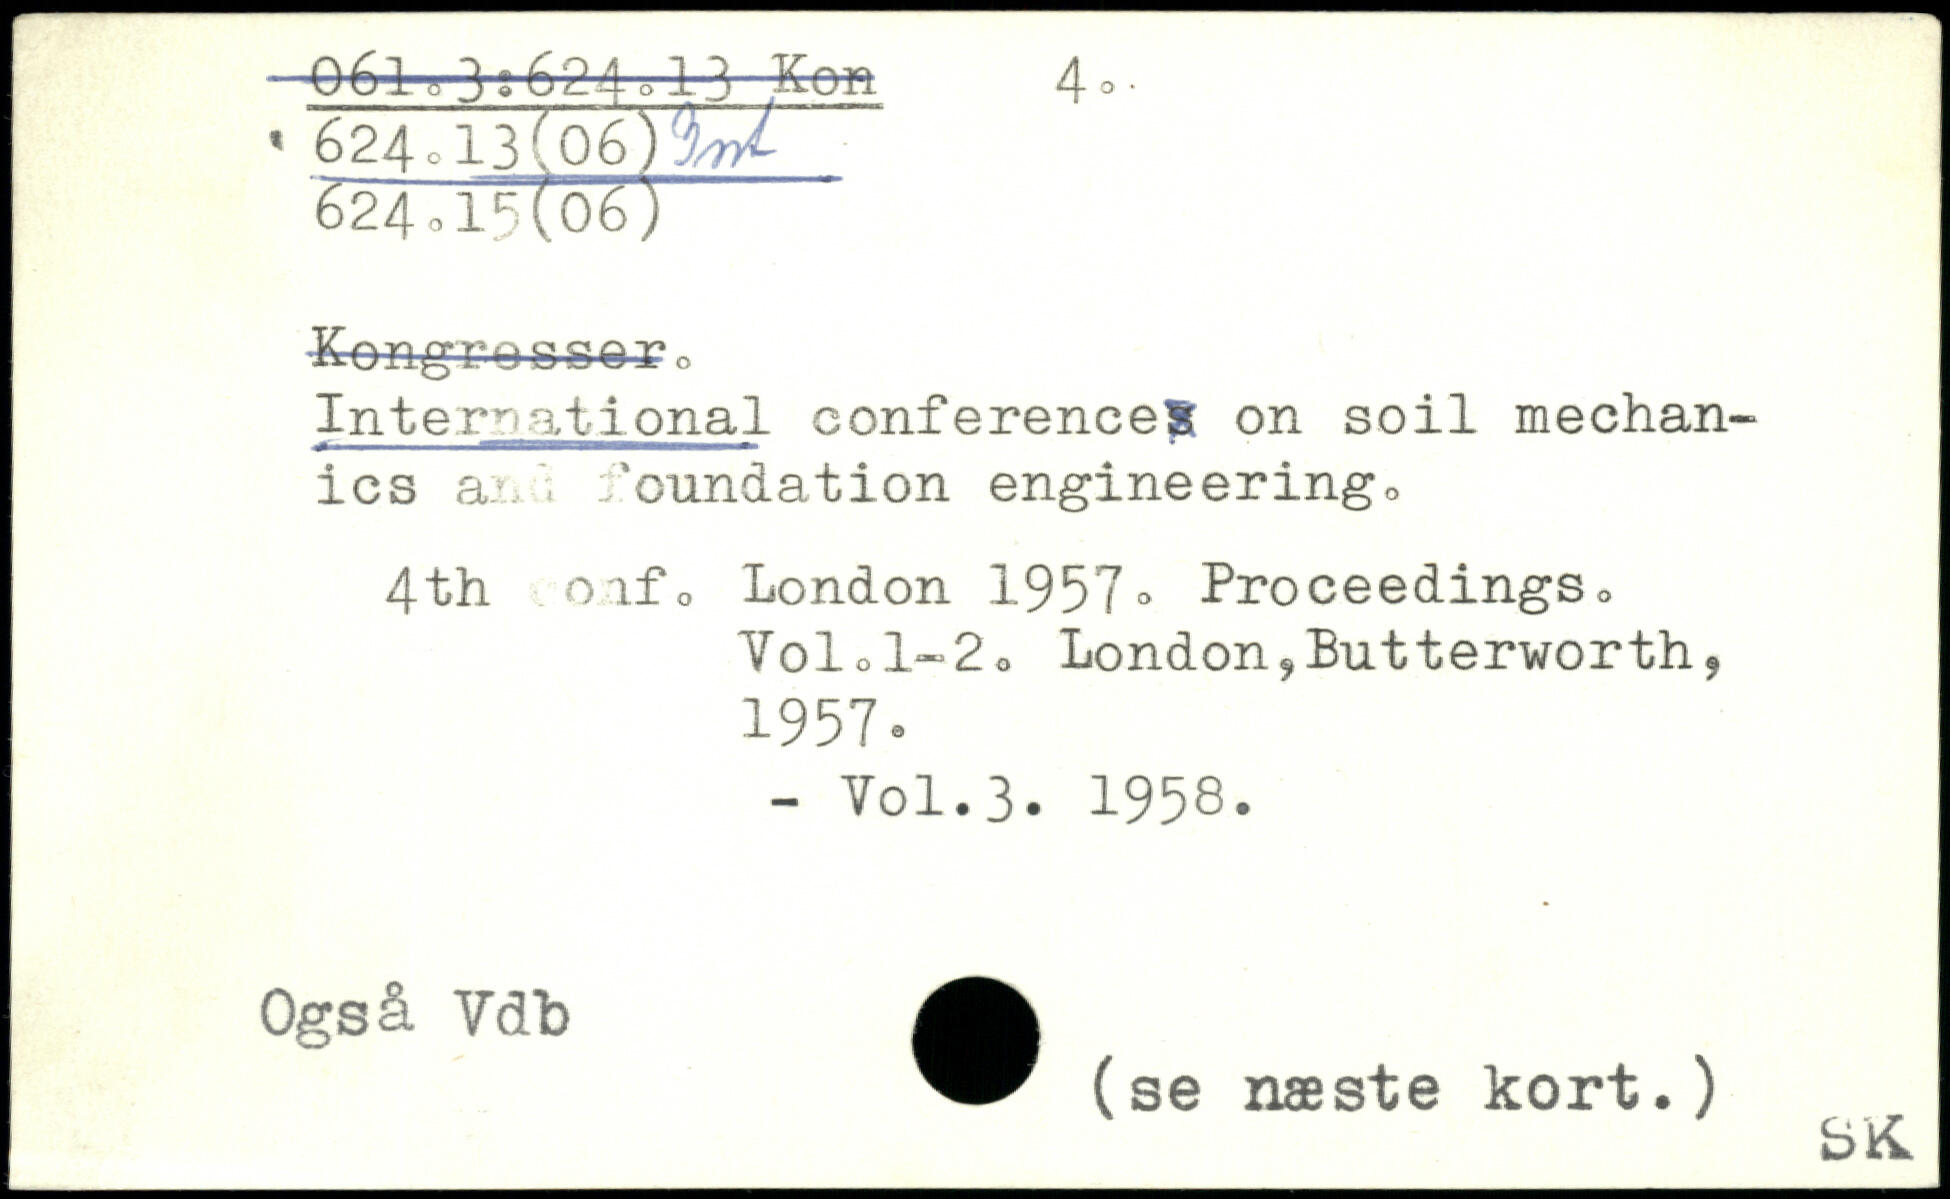 061.3:624.13 Kon 4.
624.13(06) Int
624.15(06)
Kongresser.
International conferences on soil mechan-
ics and foundation engineering.
4th conf. London 1957. Proceedings.
Vol.1-2. London,Butterworth,
1957.
- Vol.3. 1958.
Også Vdb
(se næste kort.)
SK